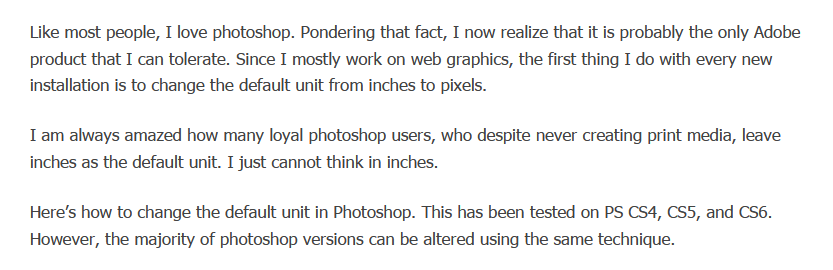 Like most people, I love photoshop. Pondering that fact, I now realize that it is probably the only Adobe
product that I can tolerate. Since I mostly work on web graphics, the first thing I do with every new
installation is to change the default unit from inches to pixels.
I am always amazed how many loyal photoshop users, who despite never creating print media, leave
inches as the default unit. I just cannot think in inches.
Here’s how to change the default unit in Photoshop. This has been tested on PS CS4, CS5, and CS6.
However, the majority of photoshop versions can be altered using the same technique.